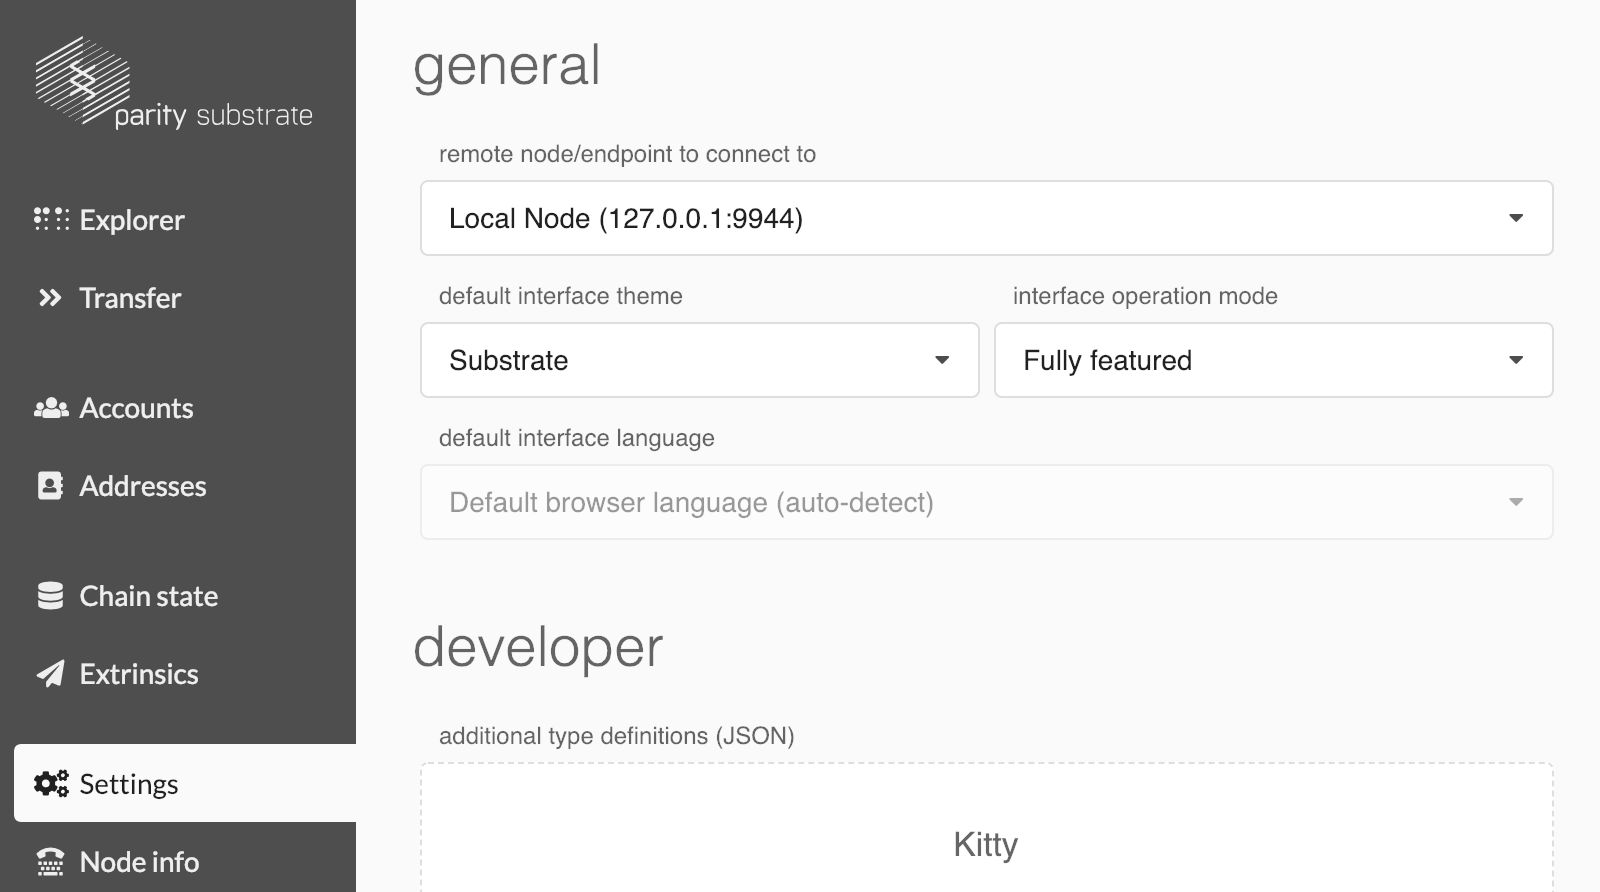 parity substrate
Explorer
Transfer
Accounts
Addresses
Chain state
Extrinsics
Settings
Node info
general
remote node/endpoint to connect to
Local Node (127.0.0.1:9944)
default interface theme
interface operation mode
Substrate
Fully featured
default interface language
Default browser language (auto-detect)
developer
additional type definitions (JSON)
Kitty